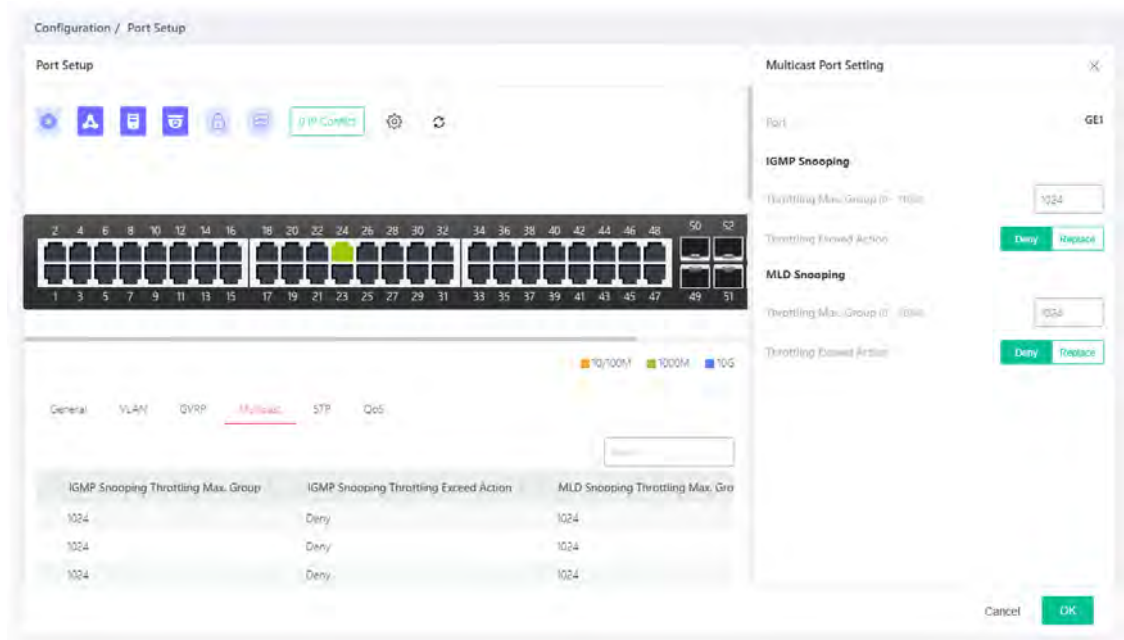 Configuration / Port Setup
Port Setup
0 IP Conflict
2 4 6 8 10 12 14 16 18 20 22 24 26 28 30 32 34 36 38 40 42 44 46 48 50 52
1 3 5 7 9 11 13 15 17 19 21 23 25 27 29 31 33 35 37 39 41 43 45 47 49 51
10/100M 1000M 10G
General VLAN GVRP Multicast STP QoS
IGMP Snooping Throttling Max. Group IGMP Snooping Throttling Exceed Action MLD Snooping Throttling Max. Gro
1024 Deny 1024
1024 Deny 1024
1024 Deny 1024
Multicast Port Setting
Port GE1
IGMP Snooping
Throttling Max. Group 1024
Throttling Exceed Action Deny Replace
MLD Snooping
Throttling Max. Group 1024
Throttling Exceed Action Deny Replace
Cancel OK